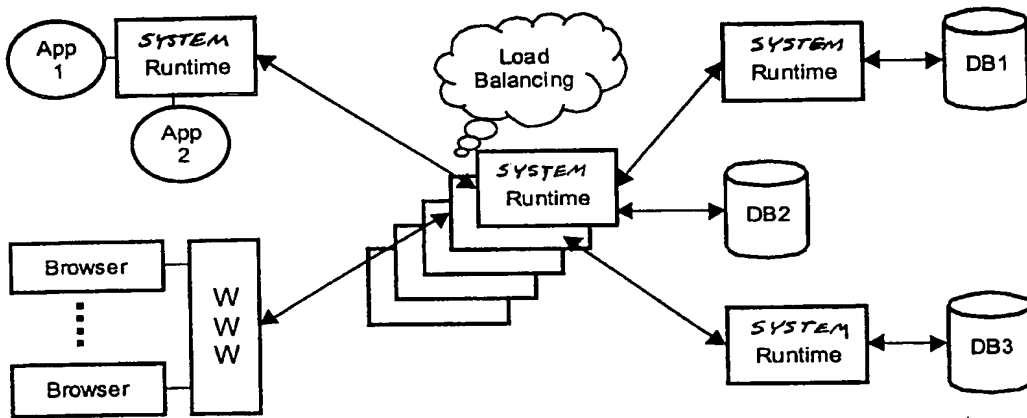 App
1
SYSTEM
Runtime
App
2
Load
Balancing
SYSTEM
Runtime
SYSTEM
Runtime
DB1
DB2
Browser
Browser
W
W
W
SYSTEM
Runtime
DB3